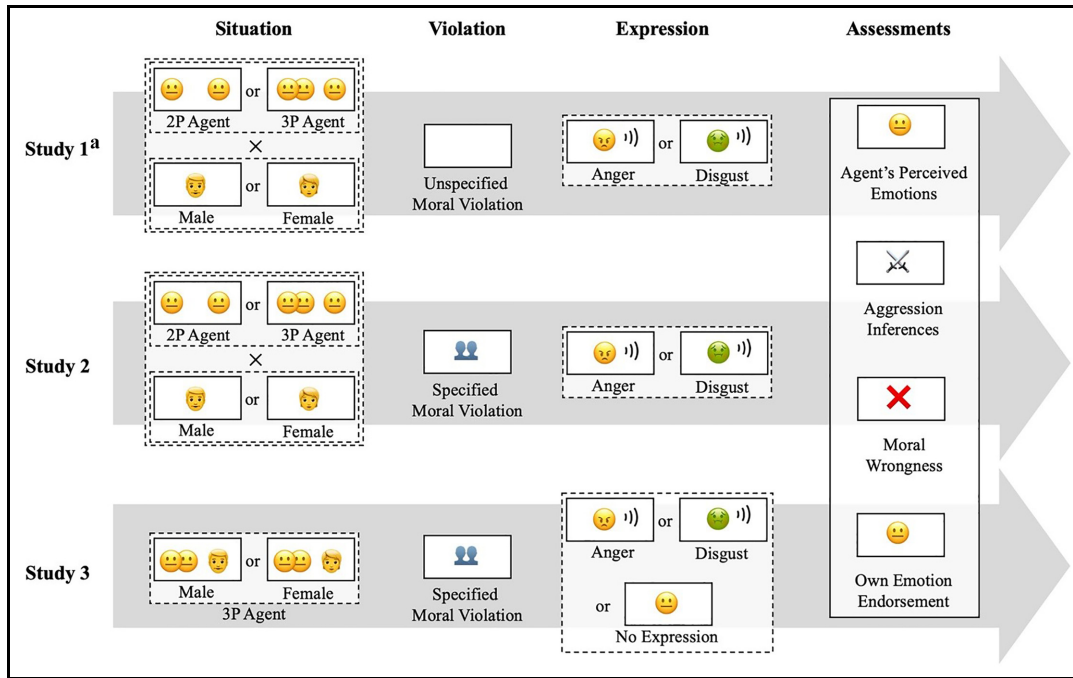 Situation Violation Expression Assessments
2P Agent or 3P Agent
×
Study 1a
Male or Female
Unspecified
Moral Violation
Anger or Disgust
2P Agent or 3P Agent
×
Study 2
Male or Female
Specified
Moral Violation
Anger or Disgust
Study 3
Male or Female
3P Agent
Specified
Moral Violation
Anger or Disgust
or
No Expression
Agent's Perceived
Emotions
Aggression
Inferences
Moral
Wrongness
Own Emotion
Endorsement